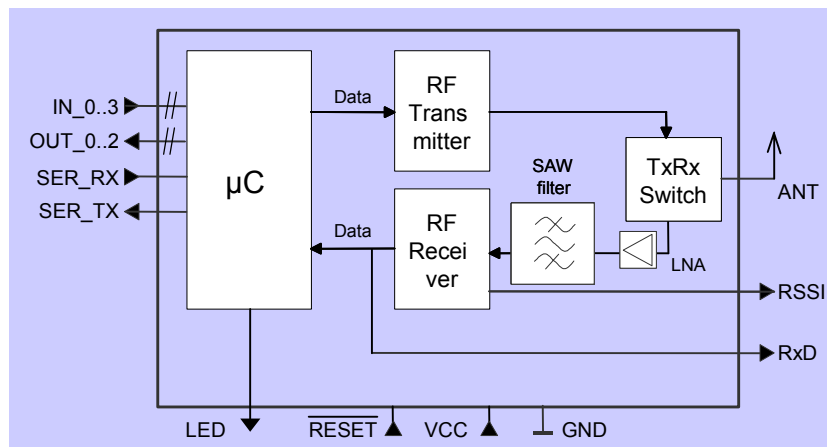 IN_0..3
OUT_0..2
SER_RX
SER_TX
µC
Data
RF
Trans
mitter
SAW
filter
TxRx
Switch
ANT
Data
RF
Recei
ver
LNA
RSSI
RxD
LED
RESET
VCC
GND